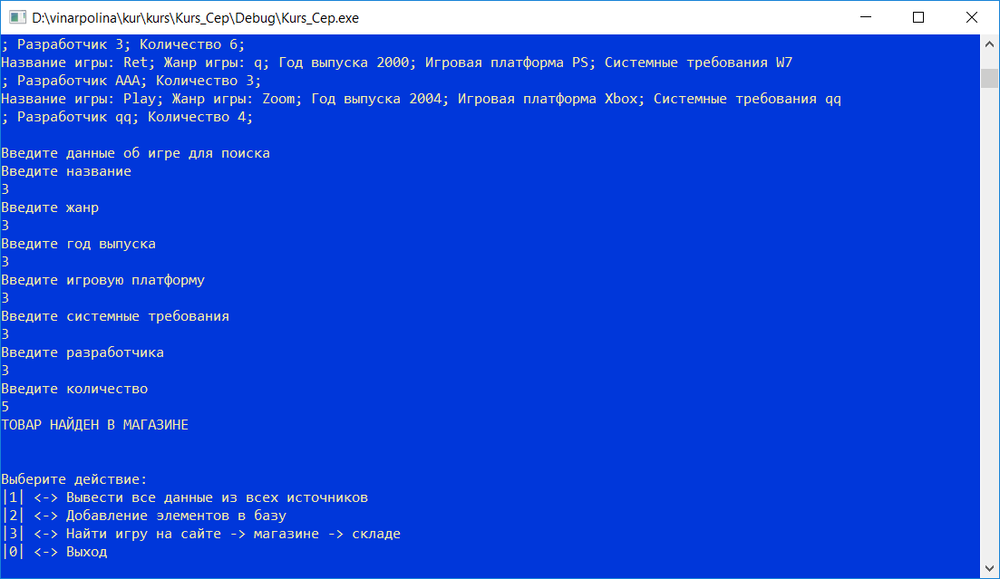 D:\vinarpolina\kur\kurs\Kurs_Cep\Debug\Kurs_Cep.exe
; Разработчик 3; Количество 6;
Название игры: Ret; Жанр игры: q; Год выпуска 2000; Игровая платформа PS; Системные требования W7
; Разработчик AAA; Количество 3;
Название игры: Play; Жанр игры: Zoom; Год выпуска 2004; Игровая платформа Xbox; Системные требования qq
; Разработчик qq; Количество 4;
Введите данные об игре для поиска
Введите название
3
Введите жанр
3
Введите год выпуска
3
Введите игровую платформу
3
Введите системные требования
3
Введите разработчика
3
Введите количество
5
ТОВАР НАЙДЕН В МАГАЗИНЕ
Выберите действие:
|1| <-> Вывести все данные из всех источников
|2| <-> Добавление элементов в базу
|3| <-> Найти игру на сайте -> магазине -> складе
|0| <-> Выход